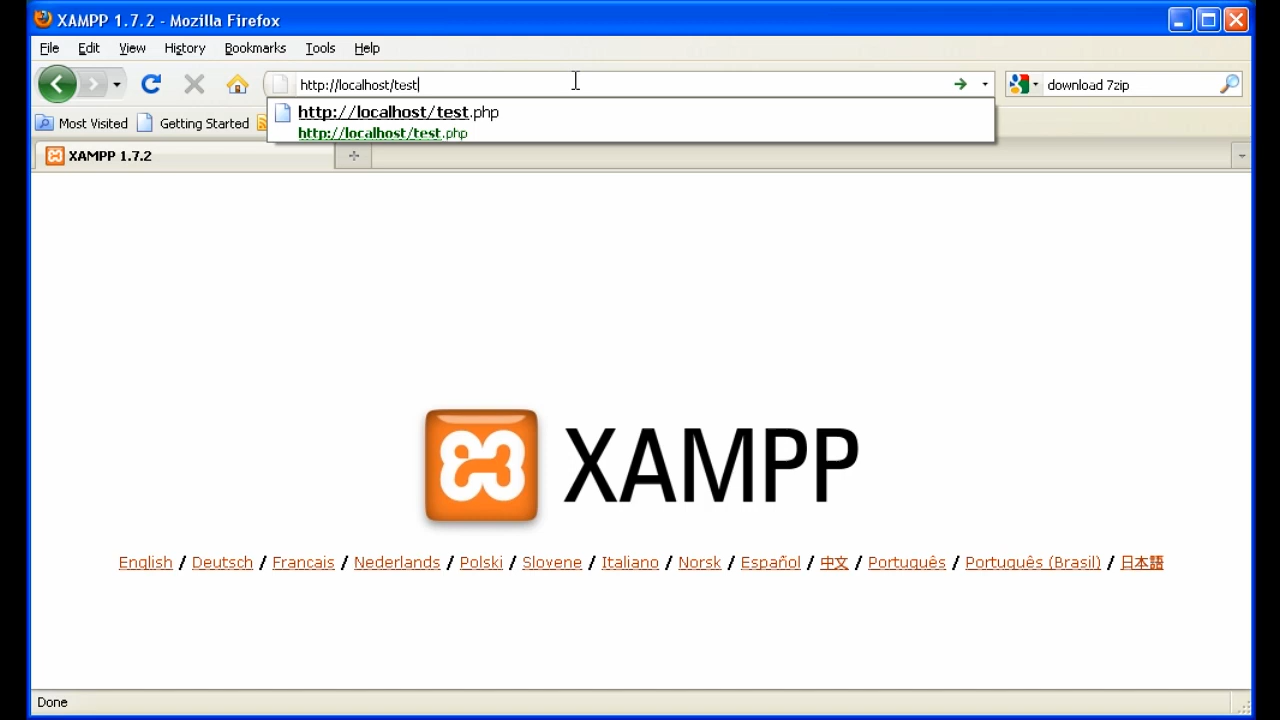 XAMPP 1.7.2 - Mozilla Firefox
File Edit View History Bookmarks Tools Help
http://localhost/test download 7zip
http://localhost/test.php
http://localhost/test.php
Most Visited Getting Started
XAMPP 1.7.2
XAMPP
English / Deutsch / Francais / Nederlands / Polski / Slovene / Italiano / Norsk / Español / 中文 / Português / Português (Brasil) / 日本語
Done